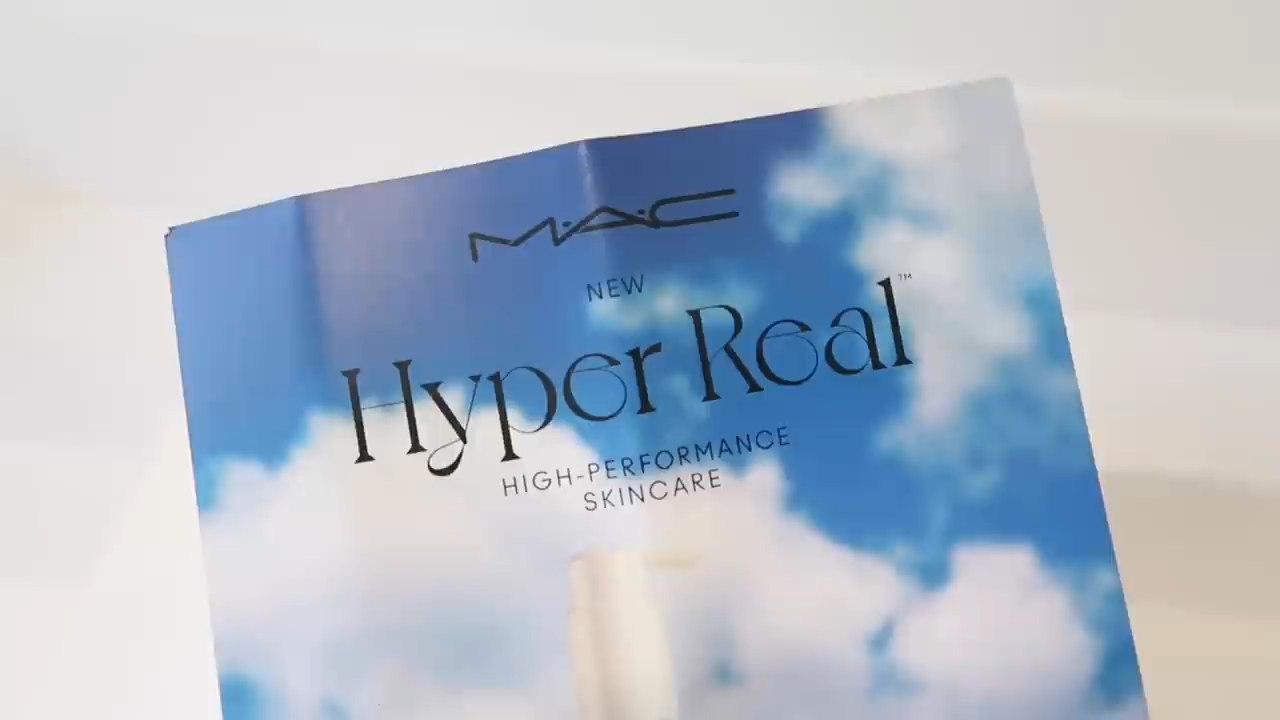 M·A·C
NEW
Hyper Real™
HIGH-PERFORMANCE
SKINCARE